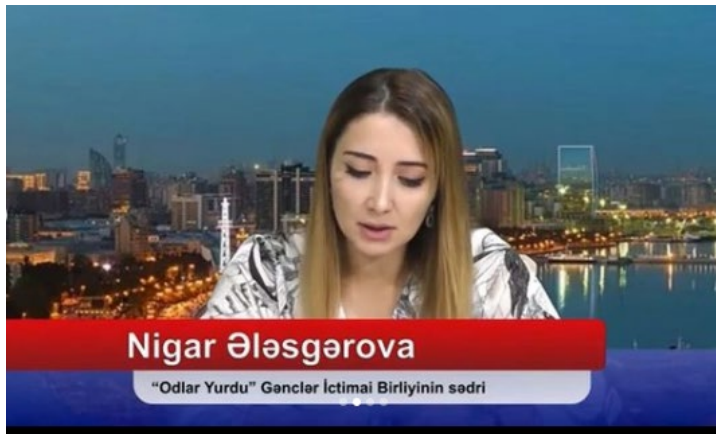 Nigar Ələsgərova
“Odlar Yurdu” Gənclər İctimai Birliyinin sədri